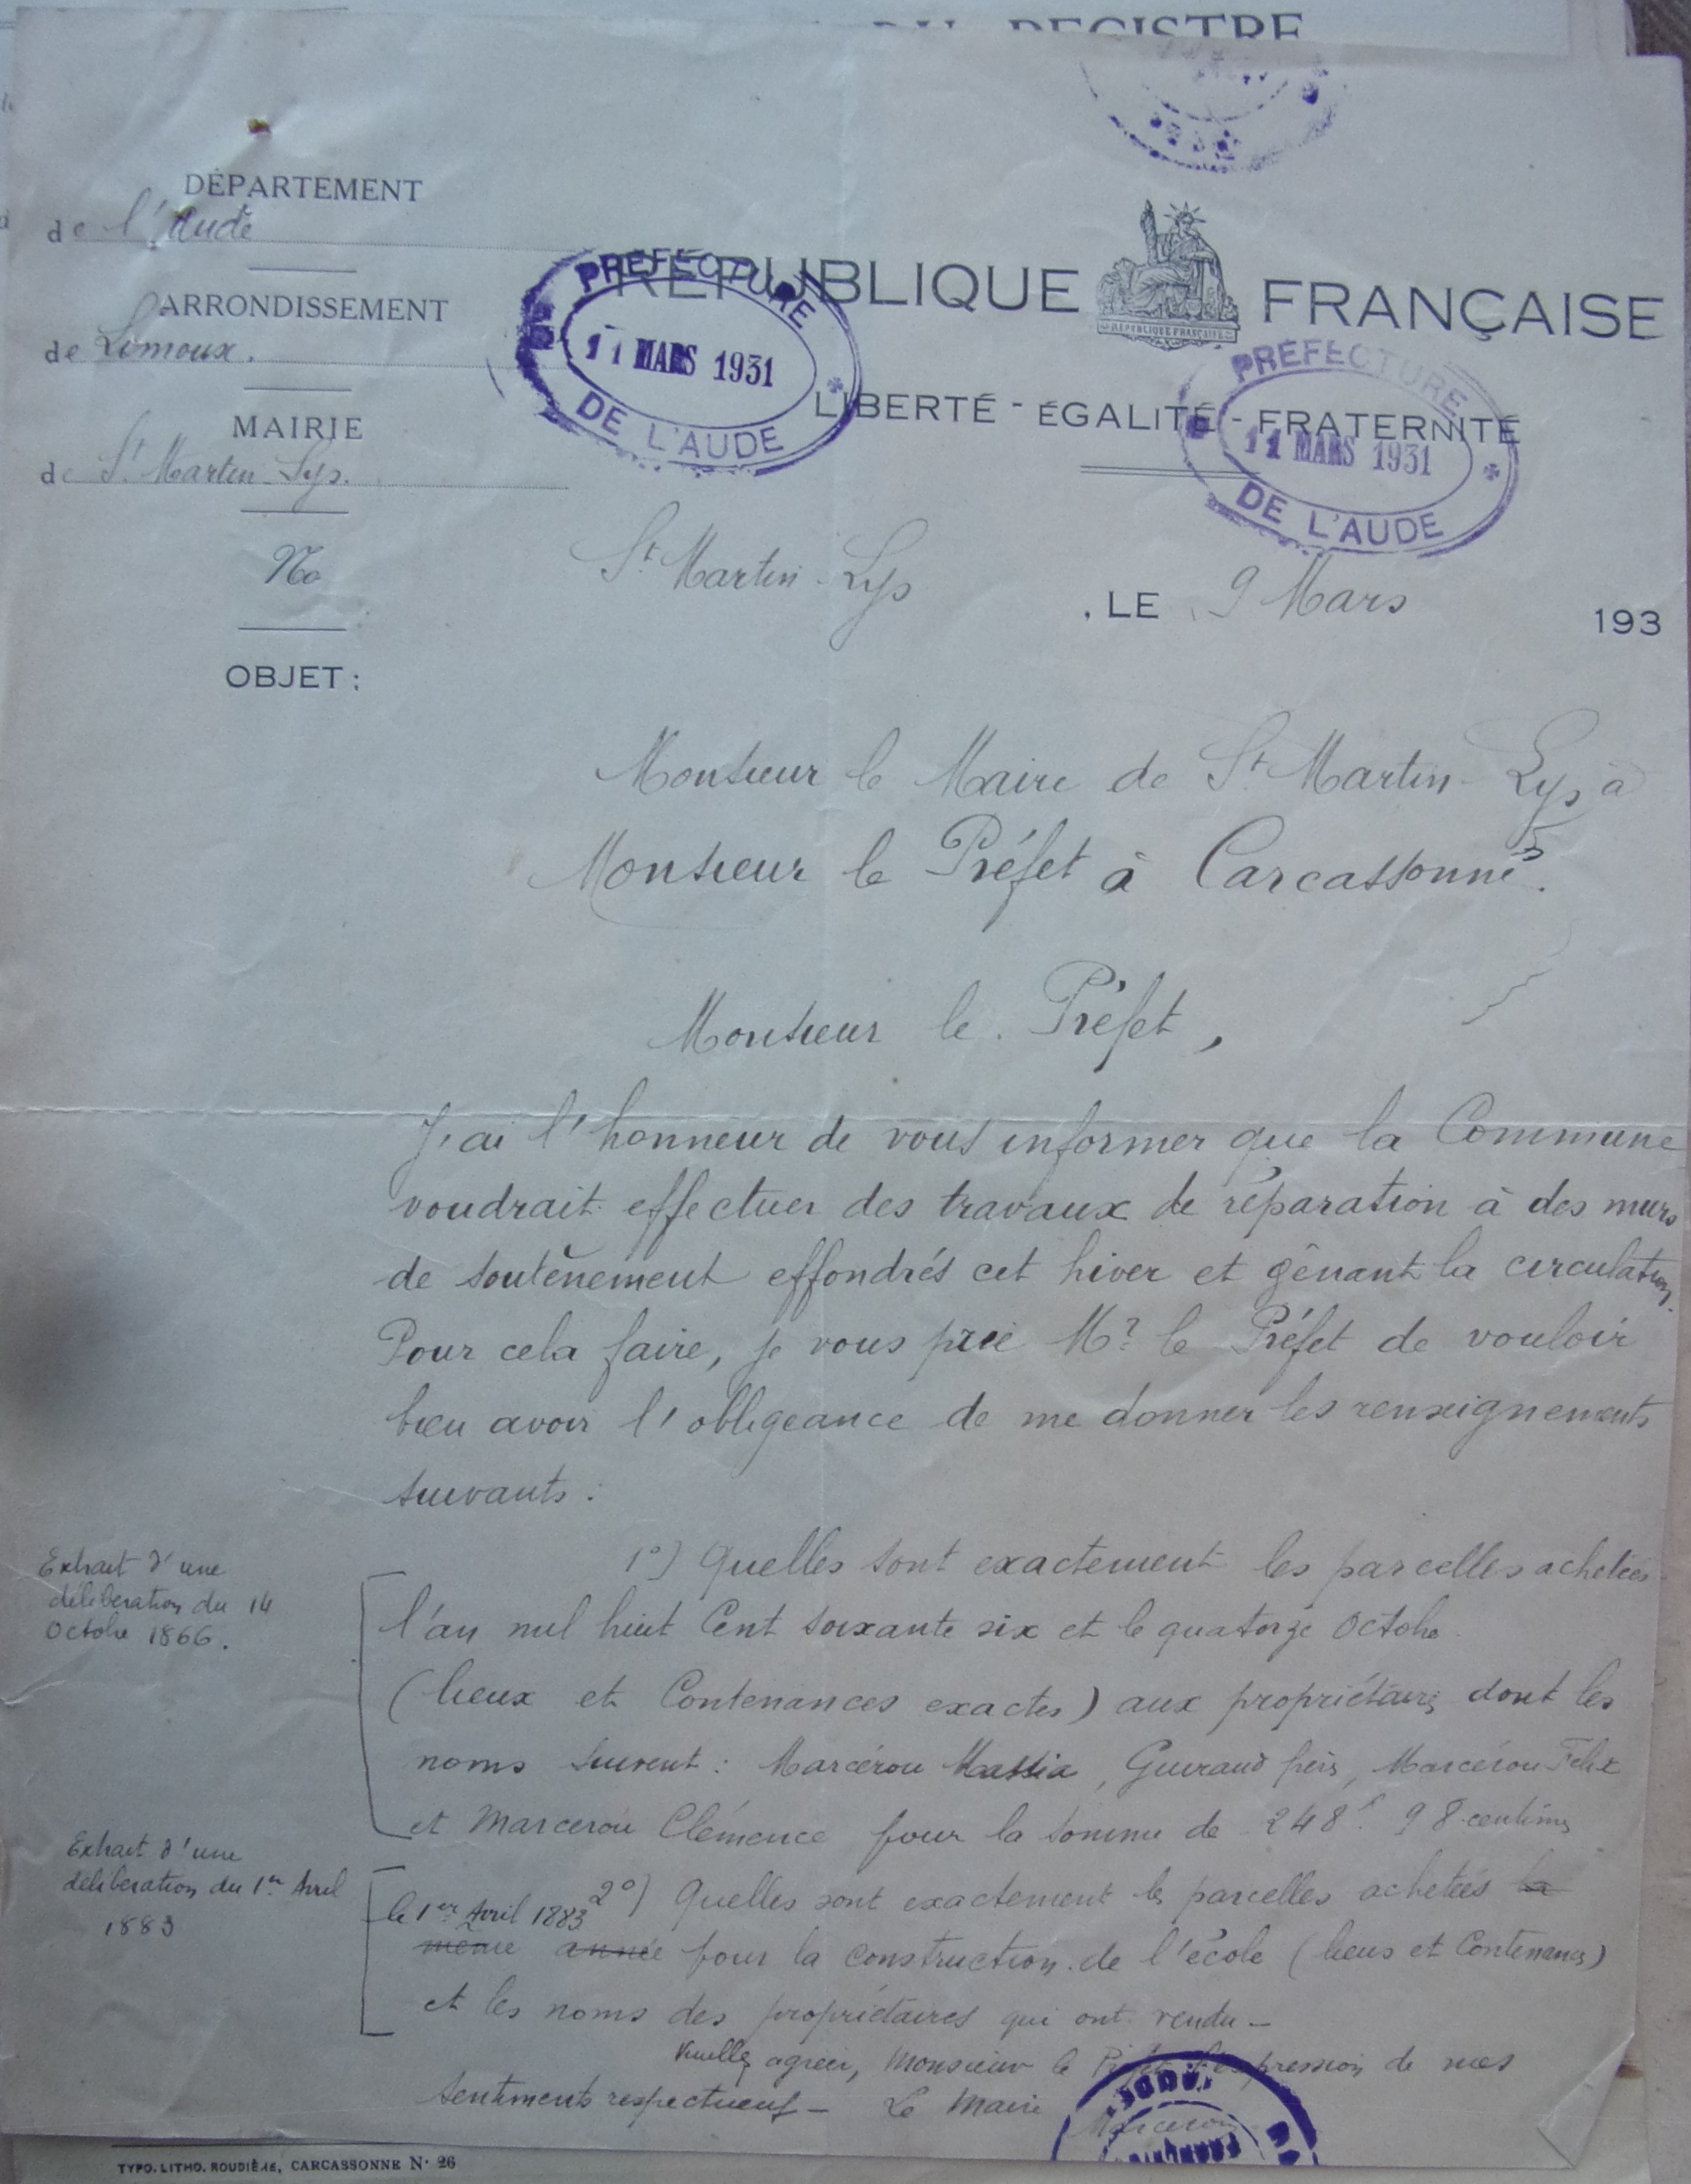 DU REGISTRE
DÉPARTEMENT
de l'Aude
ARRONDISSEMENT
de Limoux.
MAIRIE
de St Martin-Lys.
No
OBJET :
RÉPUBLIQUE FRANÇAISE
RÉPUBLIQUE FRANÇAISE
LIBERTÉ - ÉGALITÉ - FRATERNITÉ
PRÉFECTURE
11 MARS 1931
DE L'AUDE
PRÉFECTURE
11 MARS 1931
DE L'AUDE
St Martin-Lys, LE 9 Mars 193
Monsieur le Maire de St Martin-Lys à
Monsieur le Préfet à Carcassonne.
Monsieur le Préfet,
J'ai l'honneur de vous informer que la Commune
voudrait effectuer des travaux de réparation à des murs
de soutènement effondrés cet hiver et gênant la circulation.
Pour cela faire, je vous prie Mr le Préfet de vouloir
bien avoir l'obligeance de me donner les renseignements
suivants :
Extrait d'une
délibération du 14
Octobre 1866.
1°) Quelles sont exactement les parcelles achetées
l'an mil huit Cent soixante six et le quatorze Octobre
(lieux et Contenances exactes) aux propriétaires dont les
noms suivent : Marcérou Massia, Guiraud frères, Marcérou Felix
et Marcerou Clémence pour la somme de 248f. 98 centimes
Extrait d'une
délibération du 1er Avril
1883
2°) Quelles sont exactement les parcelles achetées la
le 1er Avril 1883
même année pour la construction de l'école (lieux et Contenances)
et les noms des propriétaires qui ont vendu -
Veuillez agréer, Monsieur le Préfet l'expression de mes
sentiments respectueux - Le Maire
Marcerou
TYPO. LITHO. ROUDIÈRE, CARCASSONNE N° 26